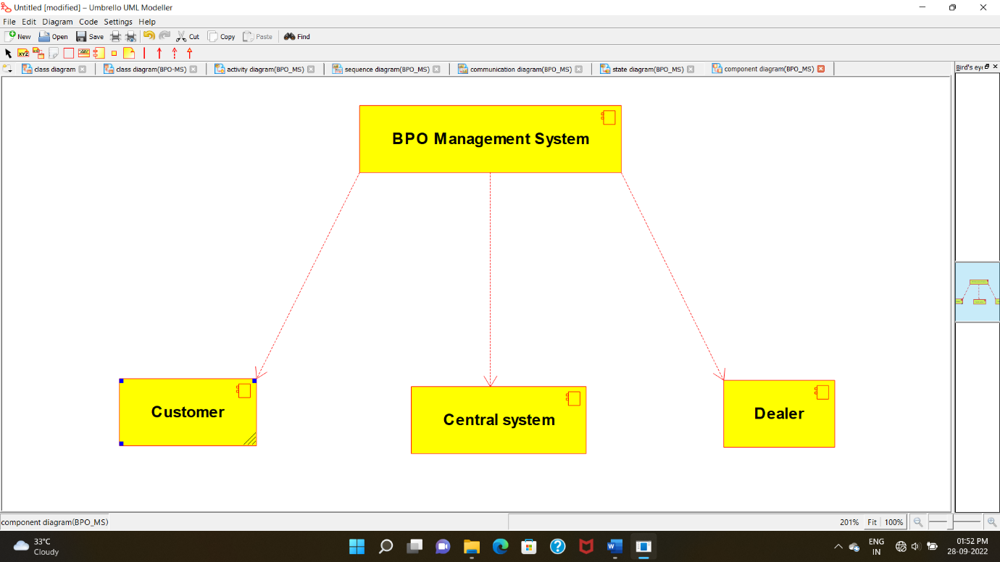 Untitled [modified] – Umbrello UML Modeller
File Edit Diagram Code Settings Help
New Open Save Cut Copy Paste Find
XYZ
class diagram class diagram(BPO-MS) activity diagram(BPO_MS) sequence diagram(BPO_MS) communication diagram(BPO_MS) state diagram(BPO_MS) component diagram(BPO_MS) Bird's eye
BPO Management System
Customer
Central system
Dealer
component diagram(BPO_MS) 201% Fit 100%
33°C
Cloudy
ENG
IN
01:52 PM
28-09-2022